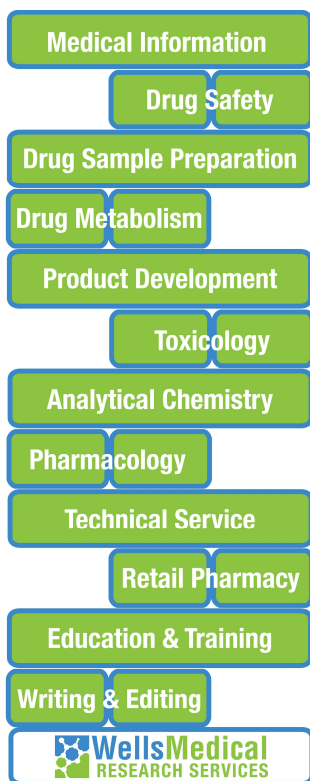 Medical Information
Drug Safety
Drug Sample Preparation
Drug Metabolism
Product Development
Toxicology
Analytical Chemistry
Pharmacology
Technical Service
Retail Pharmacy
Education & Training
Writing & Editing
WellsMedical
RESEARCH SERVICES